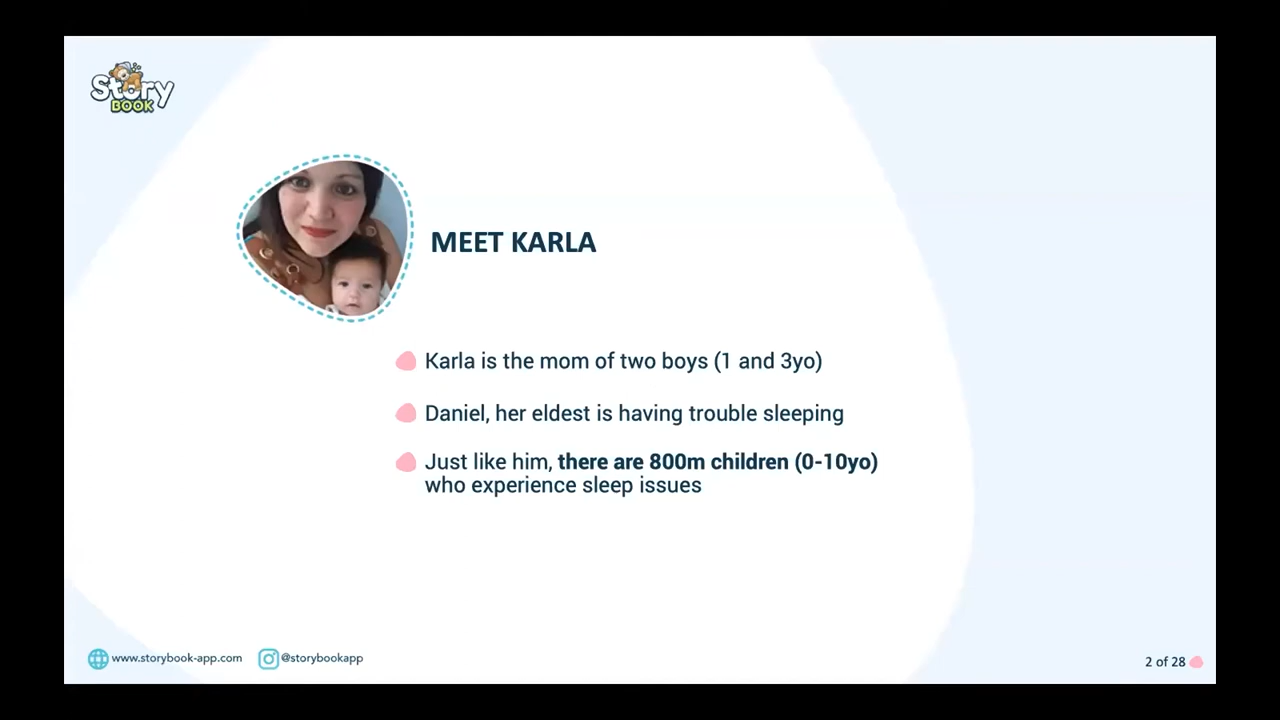 Story
BOOK
MEET KARLA
Karla is the mom of two boys (1 and 3yo)
Daniel, her eldest is having trouble sleeping
Just like him, there are 800m children (0-10yo)
who experience sleep issues
www.storybook-app.com @storybookapp
2 of 28